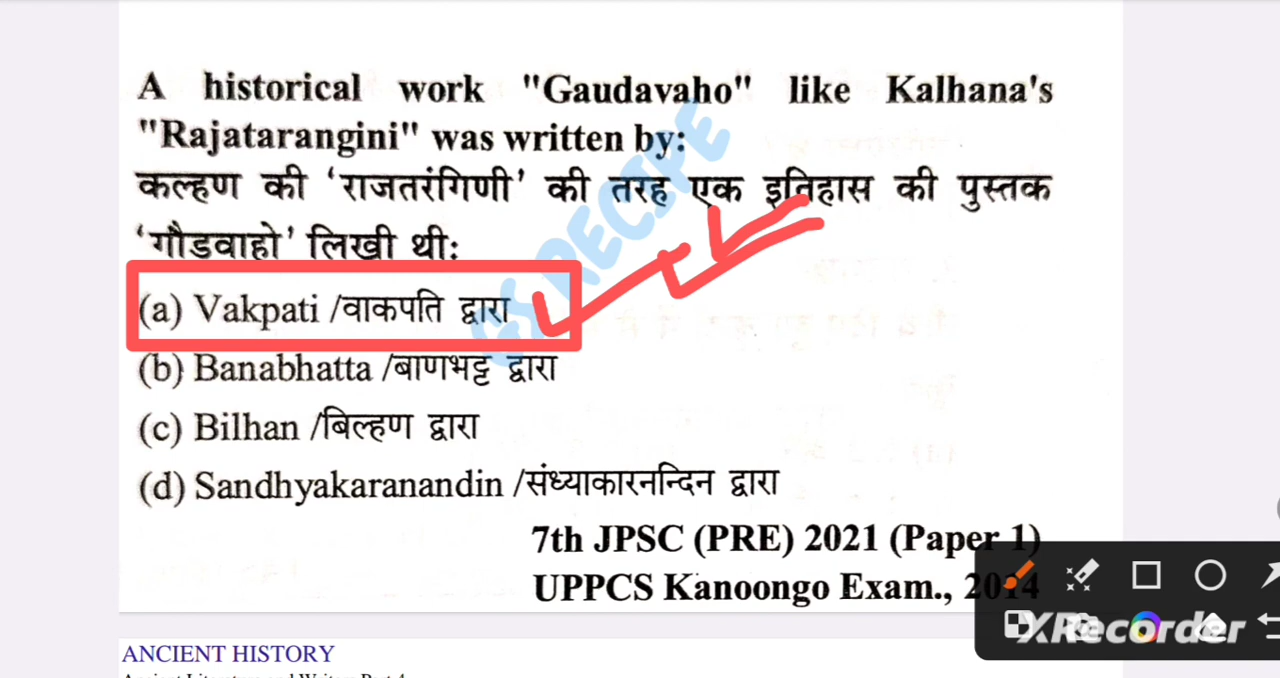 A historical work "Gaudavaho" like Kalhana's
"Rajatarangini" was written by:
कल्हण की ‘राजतरंगिणी’ की तरह एक इतिहास की पुस्तक
‘गौडवाहो’ लिखी थी:
(a) Vakpati /वाकपति द्वारा
(b) Banabhatta /बाणभट्ट द्वारा
(c) Bilhan /बिल्हण द्वारा
(d) Sandhyakaranandin /संध्याकारनन्दिन द्वारा
7th JPSC (PRE) 2021 (Paper 1)
UPPCS Kanoongo Exam., 2014
GS RECIPE
XRecorder
ANCIENT HISTORY